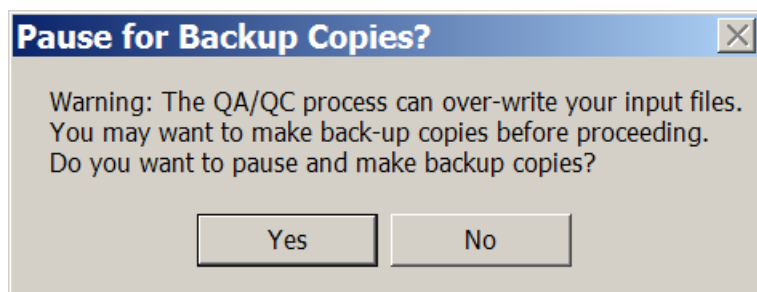 Pause for Backup Copies?
Warning: The QA/QC process can over-write your input files.
You may want to make back-up copies before proceeding.
Do you want to pause and make backup copies?
Yes
No